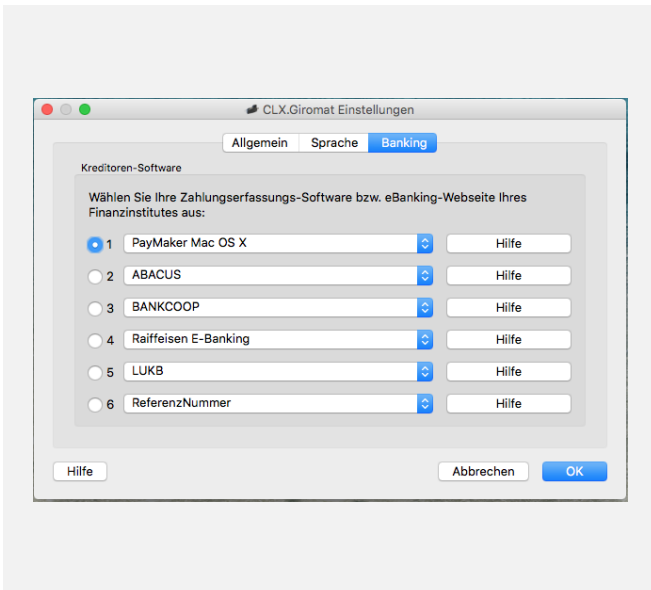 CLX.Giromat Einstellungen
Allgemein Sprache Banking
Kreditoren-Software
Wählen Sie Ihre Zahlungserfassungs-Software bzw. eBanking-Webseite Ihres
Finanzinstitutes aus:
1 PayMaker Mac OS X Hilfe
2 ABACUS Hilfe
3 BANKCOOP Hilfe
4 Raiffeisen E-Banking Hilfe
5 LUKB Hilfe
6 ReferenzNummer Hilfe
Hilfe Abbrechen OK